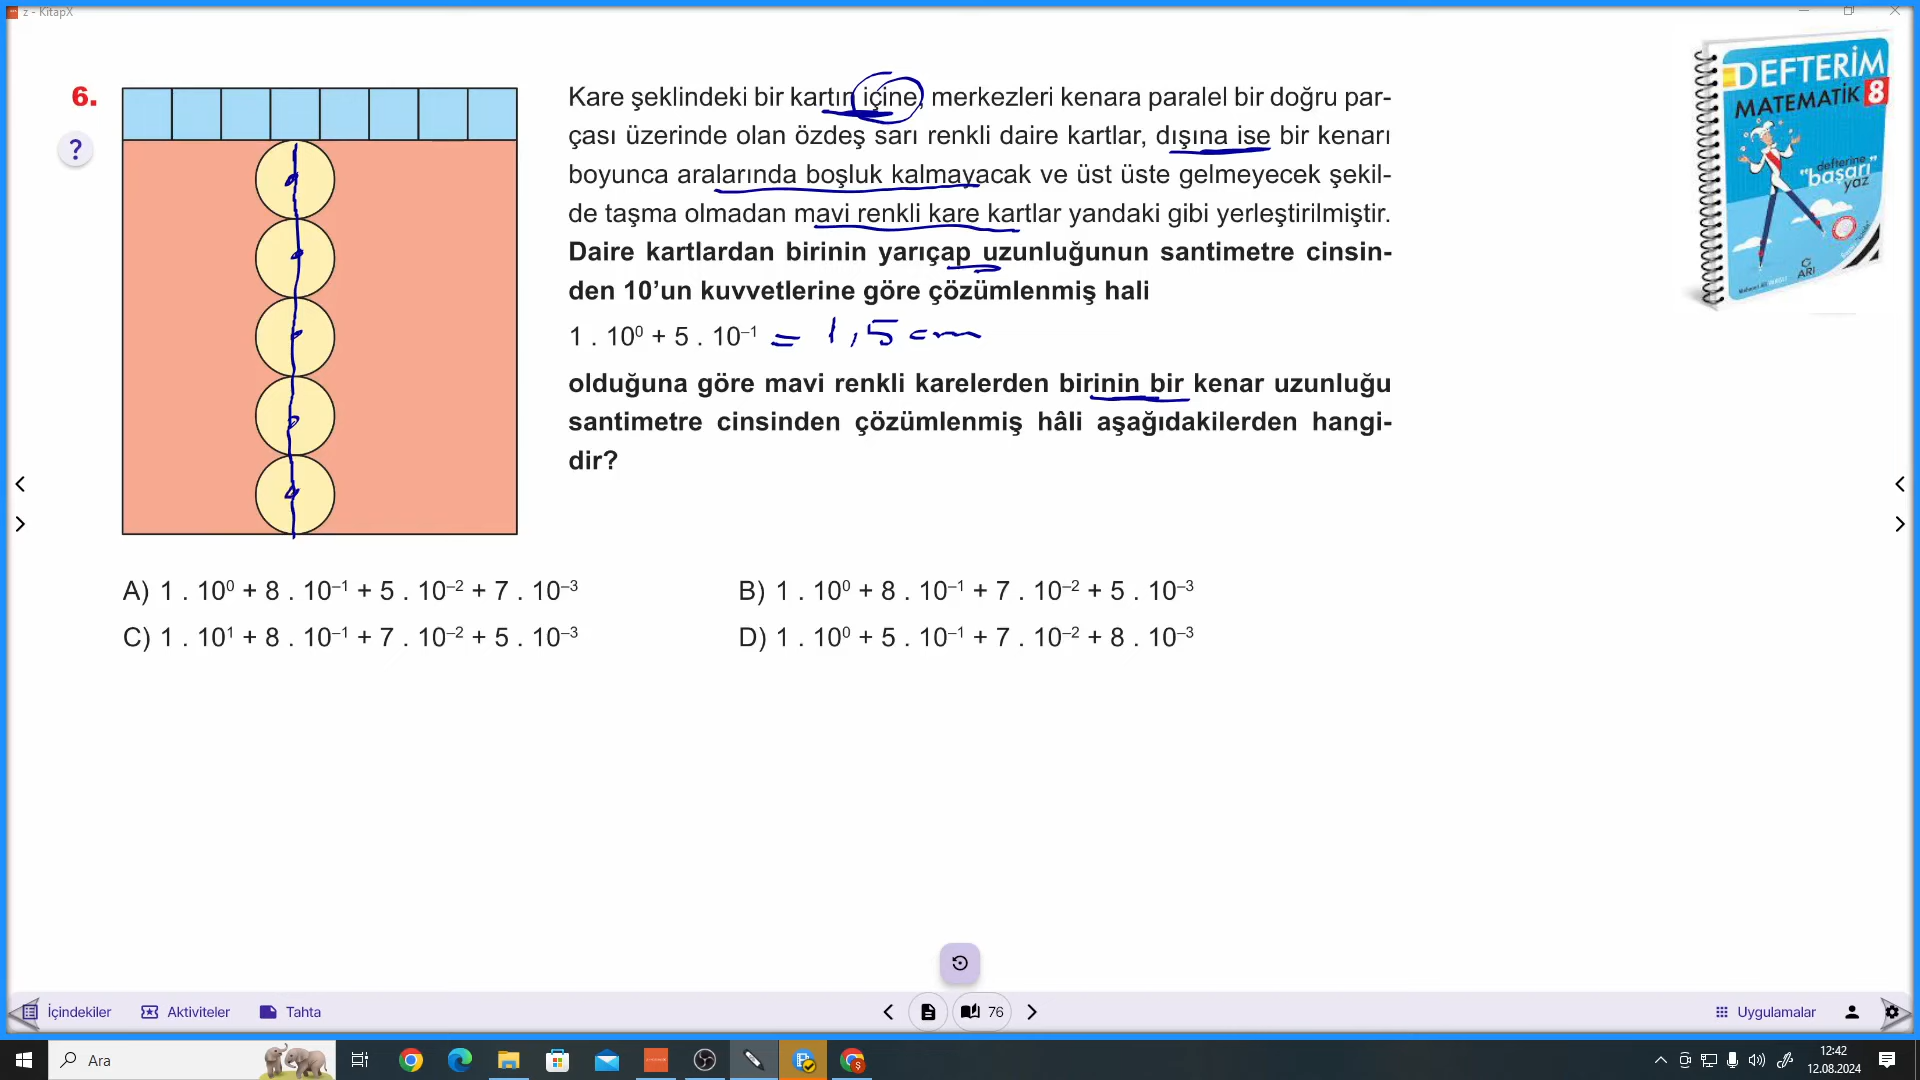 z - KitapX
6.
?
Kare şeklindeki bir kartın içine, merkezleri kenara paralel bir doğru par-
çası üzerinde olan özdeş sarı renkli daire kartlar, dışına ise bir kenarı
boyunca aralarında boşluk kalmayacak ve üst üste gelmeyecek şekil-
de taşma olmadan mavi renkli kare kartlar yandaki gibi yerleştirilmiştir.
Daire kartlardan birinin yarıçap uzunluğunun santimetre cinsin-
den 10’un kuvvetlerine göre çözümlenmiş hali
1 . 10⁰ + 5 . 10⁻¹ = 1,5 cm
olduğuna göre mavi renkli karelerden birinin bir kenar uzunluğu
santimetre cinsinden çözümlenmiş hâli aşağıdakilerden hangi-
dir?
A) 1 . 10⁰ + 8 . 10⁻¹ + 5 . 10⁻² + 7 . 10⁻³
B) 1 . 10⁰ + 8 . 10⁻¹ + 7 . 10⁻² + 5 . 10⁻³
C) 1 . 10¹ + 8 . 10⁻¹ + 7 . 10⁻² + 5 . 10⁻³
D) 1 . 10⁰ + 5 . 10⁻¹ + 7 . 10⁻² + 8 . 10⁻³
DEFTERİM
MATEMATİK 8
defterine
"başarı"
yaz
ARI
İçindekiler
Aktiviteler
Tahta
76
Uygulamalar
Ara
12:42
12.08.2024